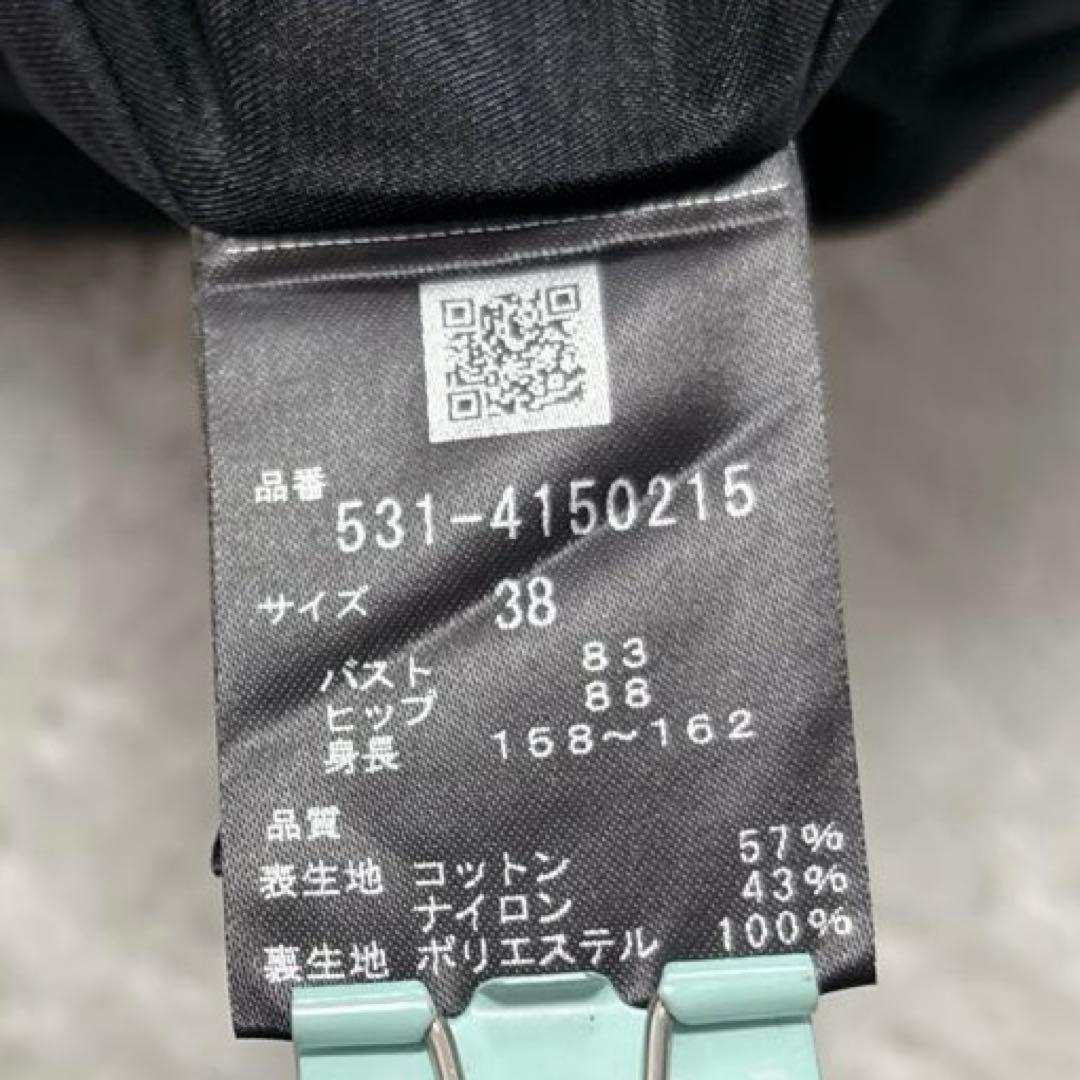 品番 531-4150215
サイズ 38
バスト 83
ヒップ 88
身長 158~162
品質
表生地 コットン 57%
ナイロン 43%
裏生地 ポリエステル 100%